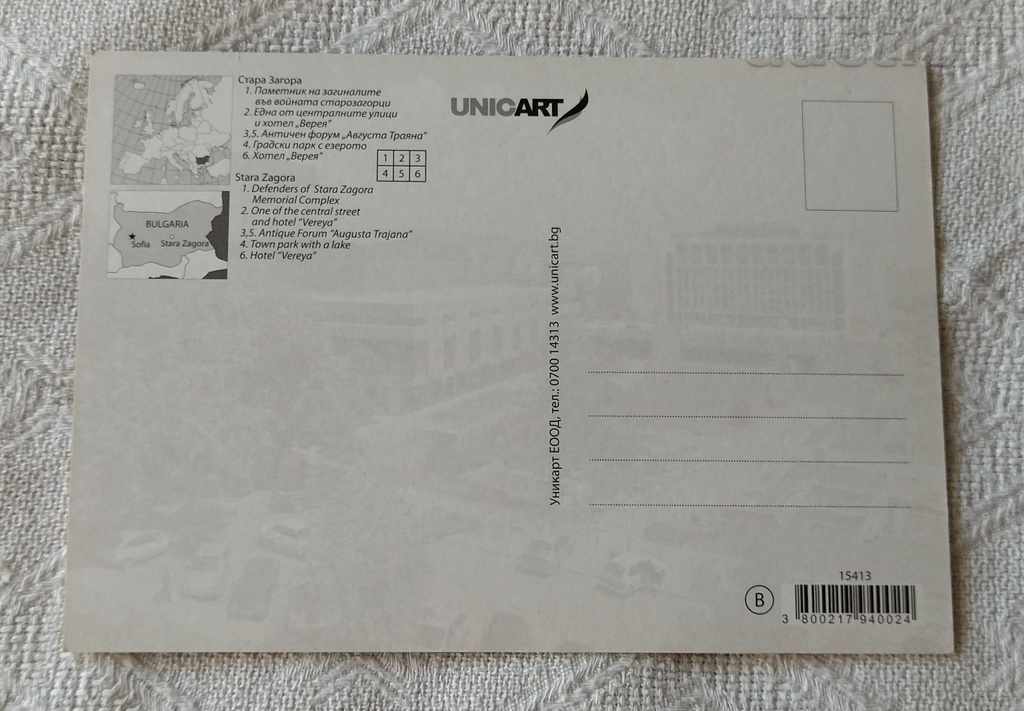 Стара Загора
1. Паметник на загиналите
във войната старозагорци
2. Една от централните улици
и хотел „Верея"
3,5. Античен форум „Августа Траяна"
4. Градски парк с езерото
6. Хотел „Верея"
1 2 3
4 5 6
Stara Zagora
1. Defenders of Stara Zagora
Memorial Complex
2. One of the central street
and hotel "Vereya"
3,5. Antique Forum "Augusta Trajana"
4. Town park with a lake
6. Hotel "Vereya"
BULGARIA
Sofia
Stara Zagora
UNICART
Уникарт ЕООД, тел.: 0700 14313 www.unicart.bg
B
15413
3 800217 940024